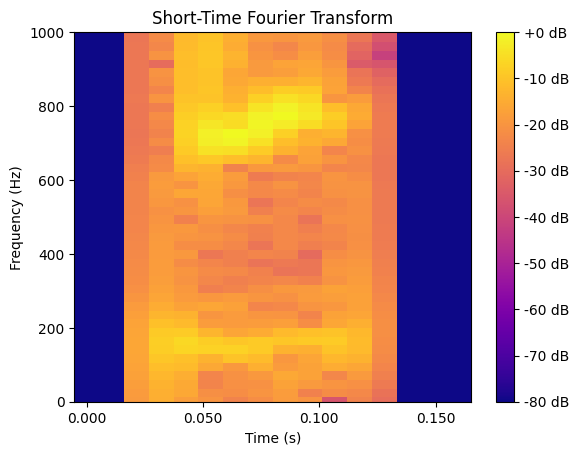 Short-Time Fourier Transform
1000
800
600
400
200
0
Frequency (Hz)
0.000
0.050
0.100
0.150
Time (s)
+0 dB
-10 dB
-20 dB
-30 dB
-40 dB
-50 dB
-60 dB
-70 dB
-80 dB